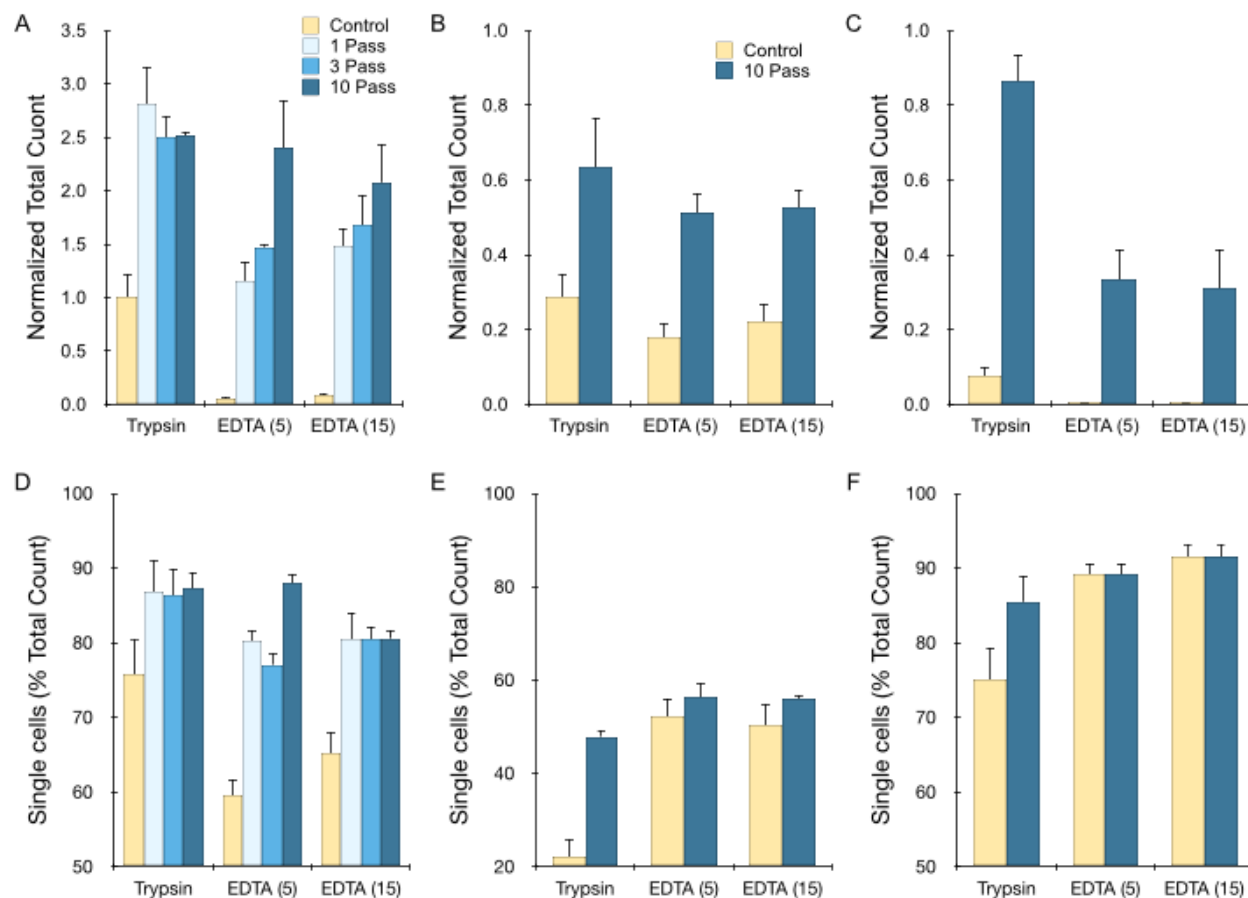 A
Normalized Total Cuont
3.5
3.0
2.5
2.0
1.5
1.0
0.5
0.0
Control
1 Pass
3 Pass
10 Pass
Trypsin EDTA (5) EDTA (15)
B
Normalized Total Count
1.0
0.8
0.6
0.4
0.2
0.0
Control
10 Pass
Trypsin EDTA (5) EDTA (15)
C
Normalized Total Count
1.0
0.8
0.6
0.4
0.2
0.0
Trypsin EDTA (5) EDTA (15)
D
Single cells (% Total Count)
100
90
80
70
60
50
Trypsin EDTA (5) EDTA (15)
E
Single cells (% Total Count)
100
80
60
40
20
Trypsin EDTA (5) EDTA (15)
F
Single cells (% Total Count)
100
90
80
70
60
50
Trypsin EDTA (5) EDTA (15)